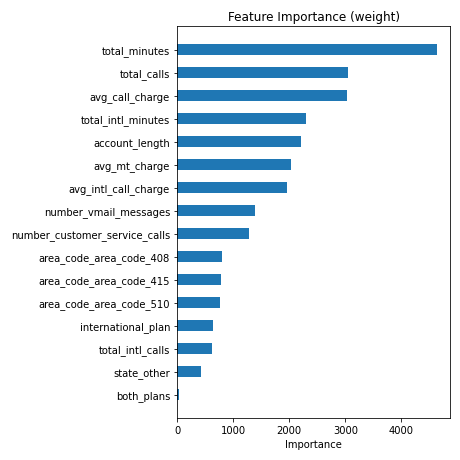 Feature Importance (weight)
total_minutes
total_calls
avg_call_charge
total_intl_minutes
account_length
avg_mt_charge
avg_intl_call_charge
number_vmail_messages
number_customer_service_calls
area_code_area_code_408
area_code_area_code_415
area_code_area_code_510
international_plan
total_intl_calls
state_other
both_plans
0 1000 2000 3000 4000
Importance